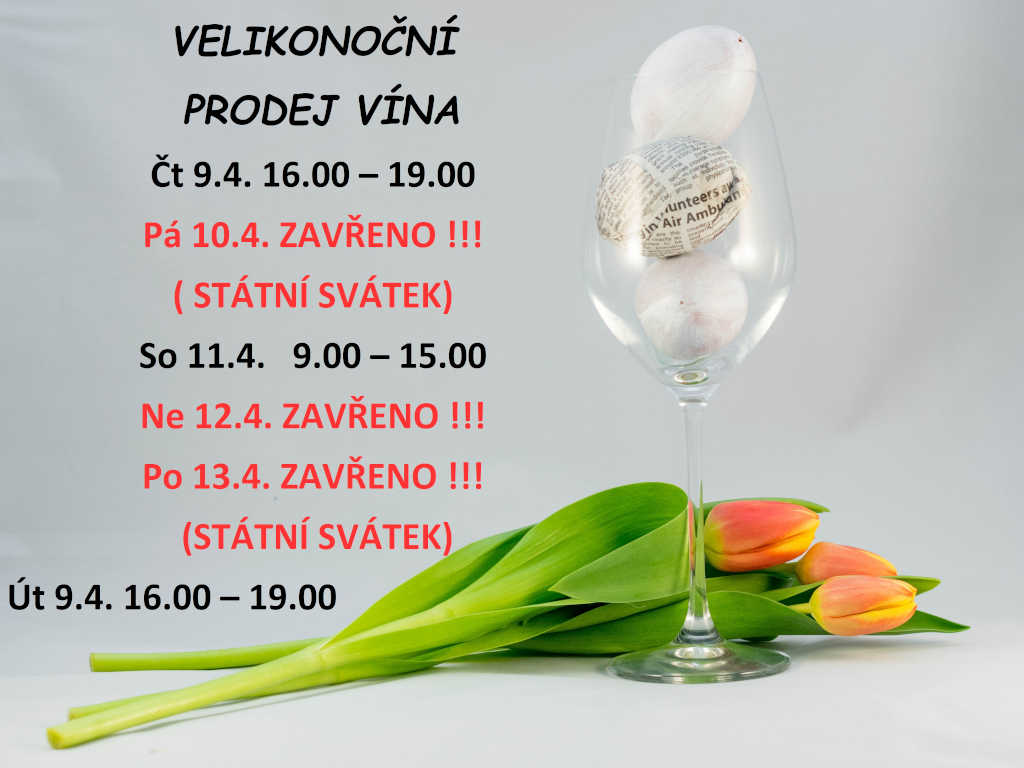 VELIKONOČNÍ
PRODEJ VÍNA
Čt 9.4. 16.00 – 19.00
Pá 10.4. ZAVŘENO !!!
( STÁTNÍ SVÁTEK)
So 11.4. 9.00 – 15.00
Ne 12.4. ZAVŘENO !!!
Po 13.4. ZAVŘENO !!!
(STÁTNÍ SVÁTEK)
Út 9.4. 16.00 – 19.00
Air